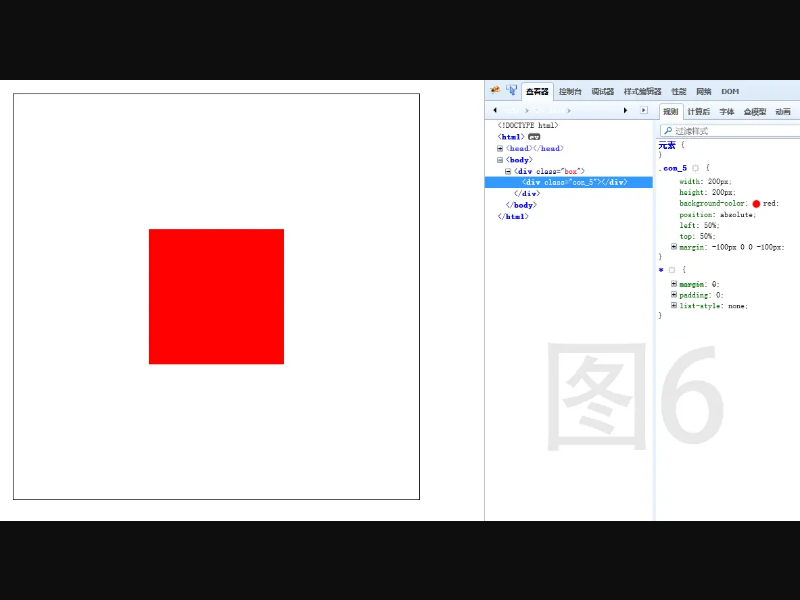 查看器 控制台 调试器 样式编辑器 性能 网络 DOM
规则 计算后 字体 盒模型 动画
过滤样式
<!DOCTYPE html>
<html> ev
<head></head>
<body>
<div class="box">
<div class="con_5"></div>
</div>
</body>
</html>
元素 {
}
.con_5 {
width: 200px;
height: 200px;
background-color: red;
position: absolute;
left: 50%;
top: 50%;
margin: -100px 0 0 -100px;
}
* {
margin: 0;
padding: 0;
list-style: none;
}
图6